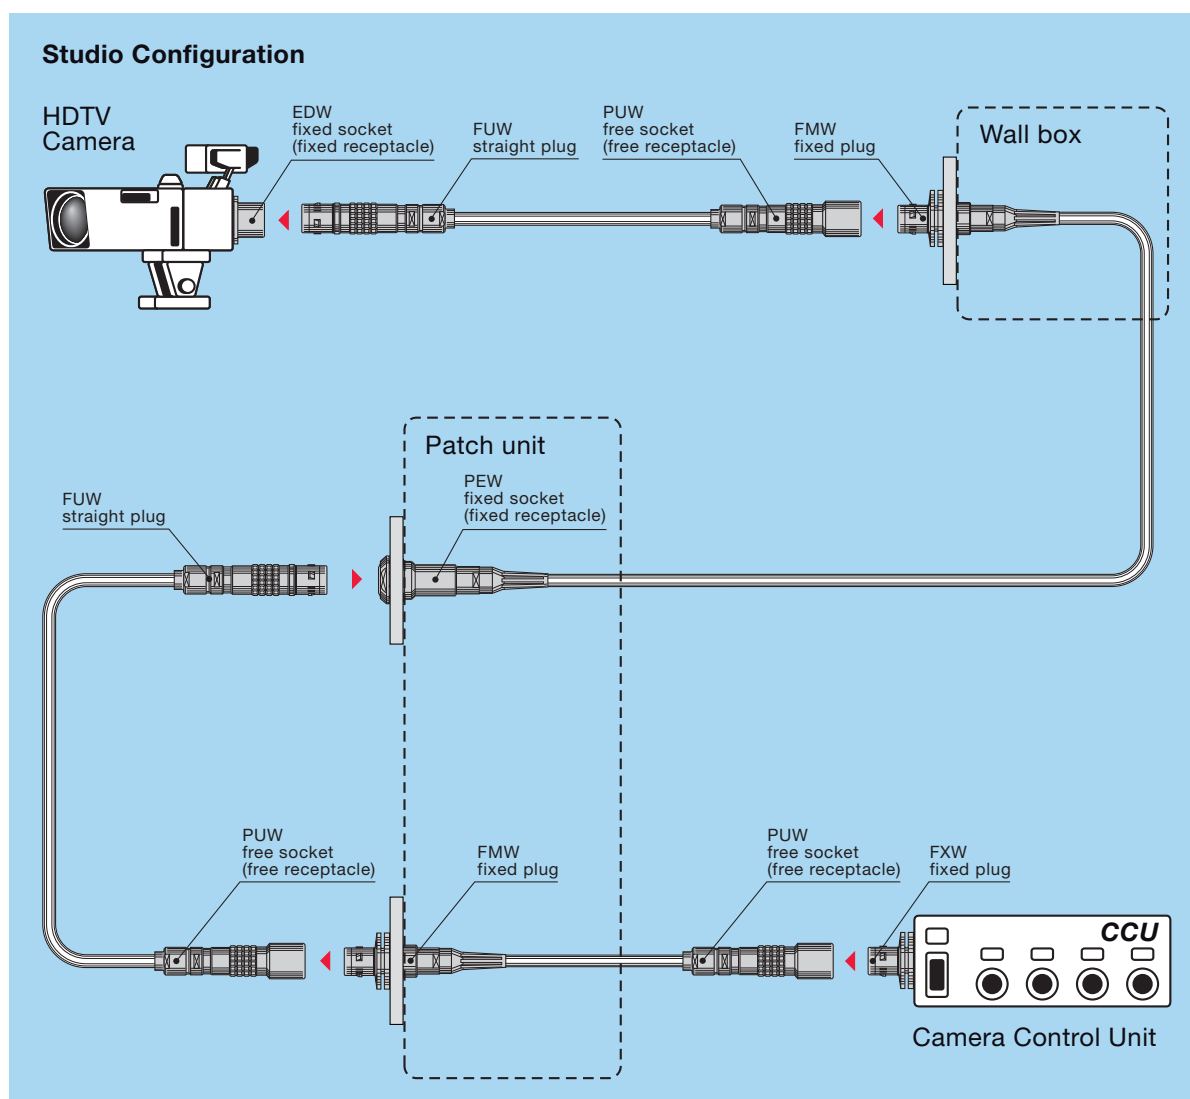 Studio Configuration
HDTV
Camera
EDW
fixed socket
(fixed receptacle)
FUW
straight plug
PUW
free socket
(free receptacle)
FMW
fixed plug
Wall box
Patch unit
PEW
fixed socket
(fixed receptacle)
FUW
straight plug
PUW
free socket
(free receptacle)
FMW
fixed plug
PUW
free socket
(free receptacle)
FXW
fixed plug
CCU
Camera Control Unit